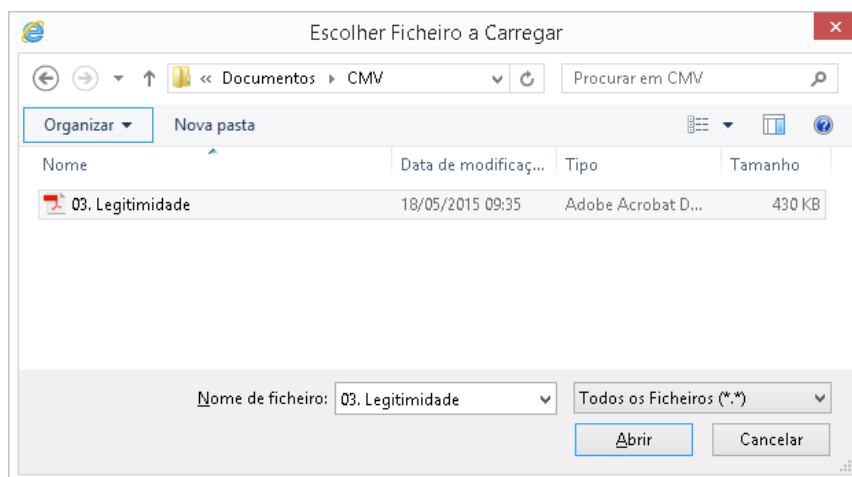 Escolher Ficheiro a Carregar
« Documentos CMV Procurar em CMV
Organizar Nova pasta
Nome Data de modificaç... Tipo Tamanho
03. Legitimidade 18/05/2015 09:35 Adobe Acrobat D... 430 KB
Nome de ficheiro: 03. Legitimidade Todos os Ficheiros (*.*)
Abrir Cancelar